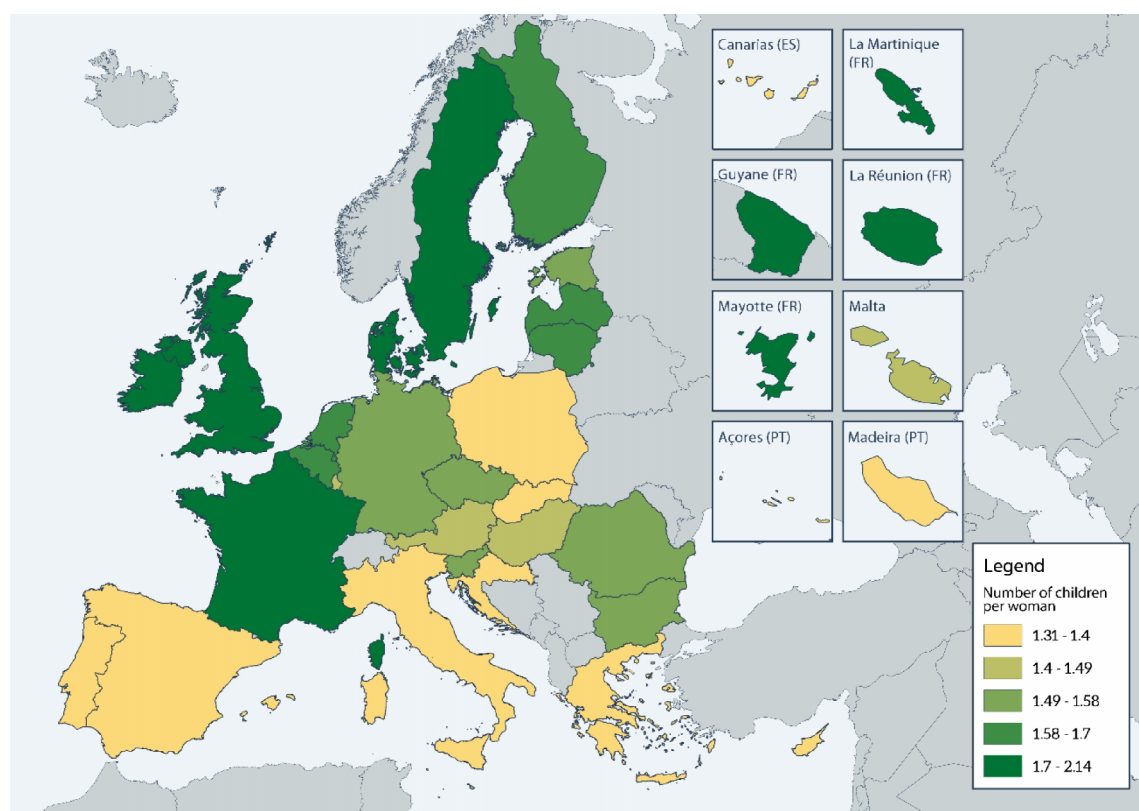 Canarias (ES)
La Martinique
(FR)
Guyane (FR)
La Réunion (FR)
Mayotte (FR)
Malta
Açores (PT)
Madeira (PT)
Legend
Number of children
per woman
1.31 - 1.4
1.4 - 1.49
1.49 - 1.58
1.58 - 1.7
1.7 - 2.14